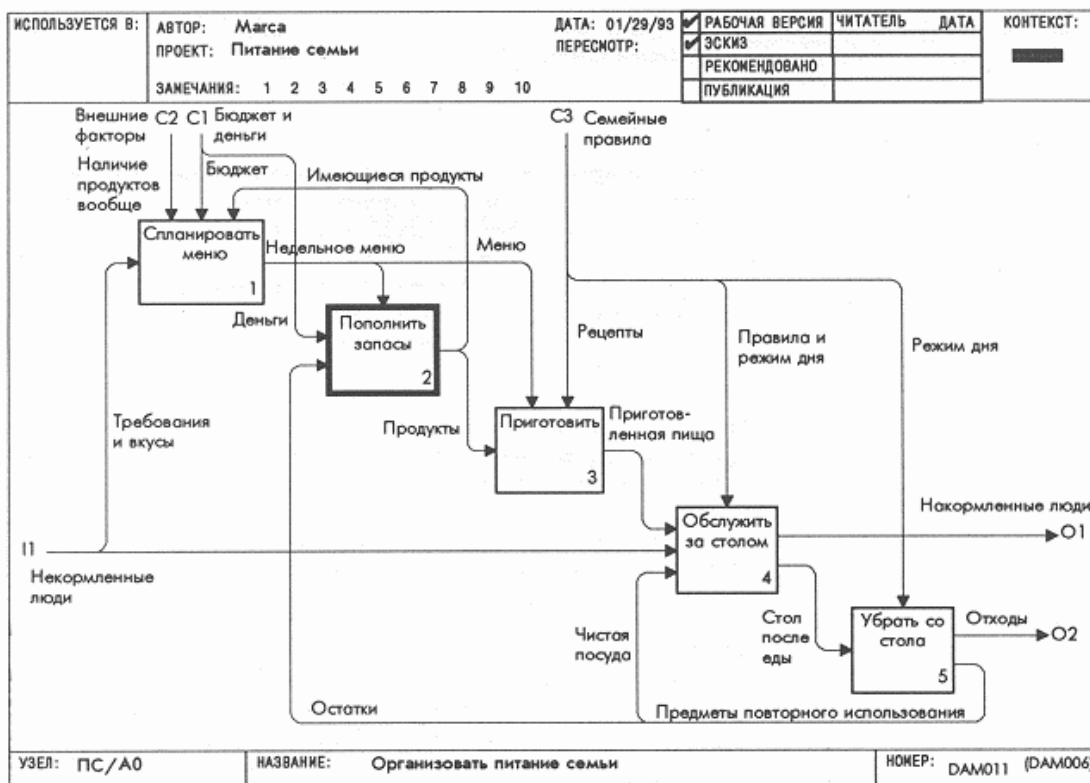 ИСПОЛЬЗУЕТСЯ В:
АВТОР: Marca
ДАТА: 01/29/93
ПРОЕКТ: Питание семьи
ПЕРЕСМОТР:
ЗАМЕЧАНИЯ: 1 2 3 4 5 6 7 8 9 10
РАБОЧАЯ ВЕРСИЯ
ЧИТАТЕЛЬ
ДАТА
ЭСКИЗ
РЕКОМЕНДОВАНО
ПУБЛИКАЦИЯ
КОНТЕКСТ:
Внешние
факторы
C2
C1
Бюджет и
деньги
C3
Семейные
правила
Наличие
продуктов
вообще
Бюджет
Имеющиеся продукты
Спланировать
меню
1
Недельное меню
Меню
Деньги
Пополнить
запасы
2
Рецепты
Правила и
режим дня
Режим дня
Требования
и вкусы
Продукты
Приготовить
3
Приготов-
ленная пища
Накормленные люди
O1
I1
Некормленные
люди
Обслужить
за столом
4
Чистая
посуда
Стол
после
еды
Убрать со
стола
5
Отходы
O2
Остатки
Предметы повторного использования
УЗЕЛ: ПС/A0
НАЗВАНИЕ: Организовать питание семьи
НОМЕР: DAM011